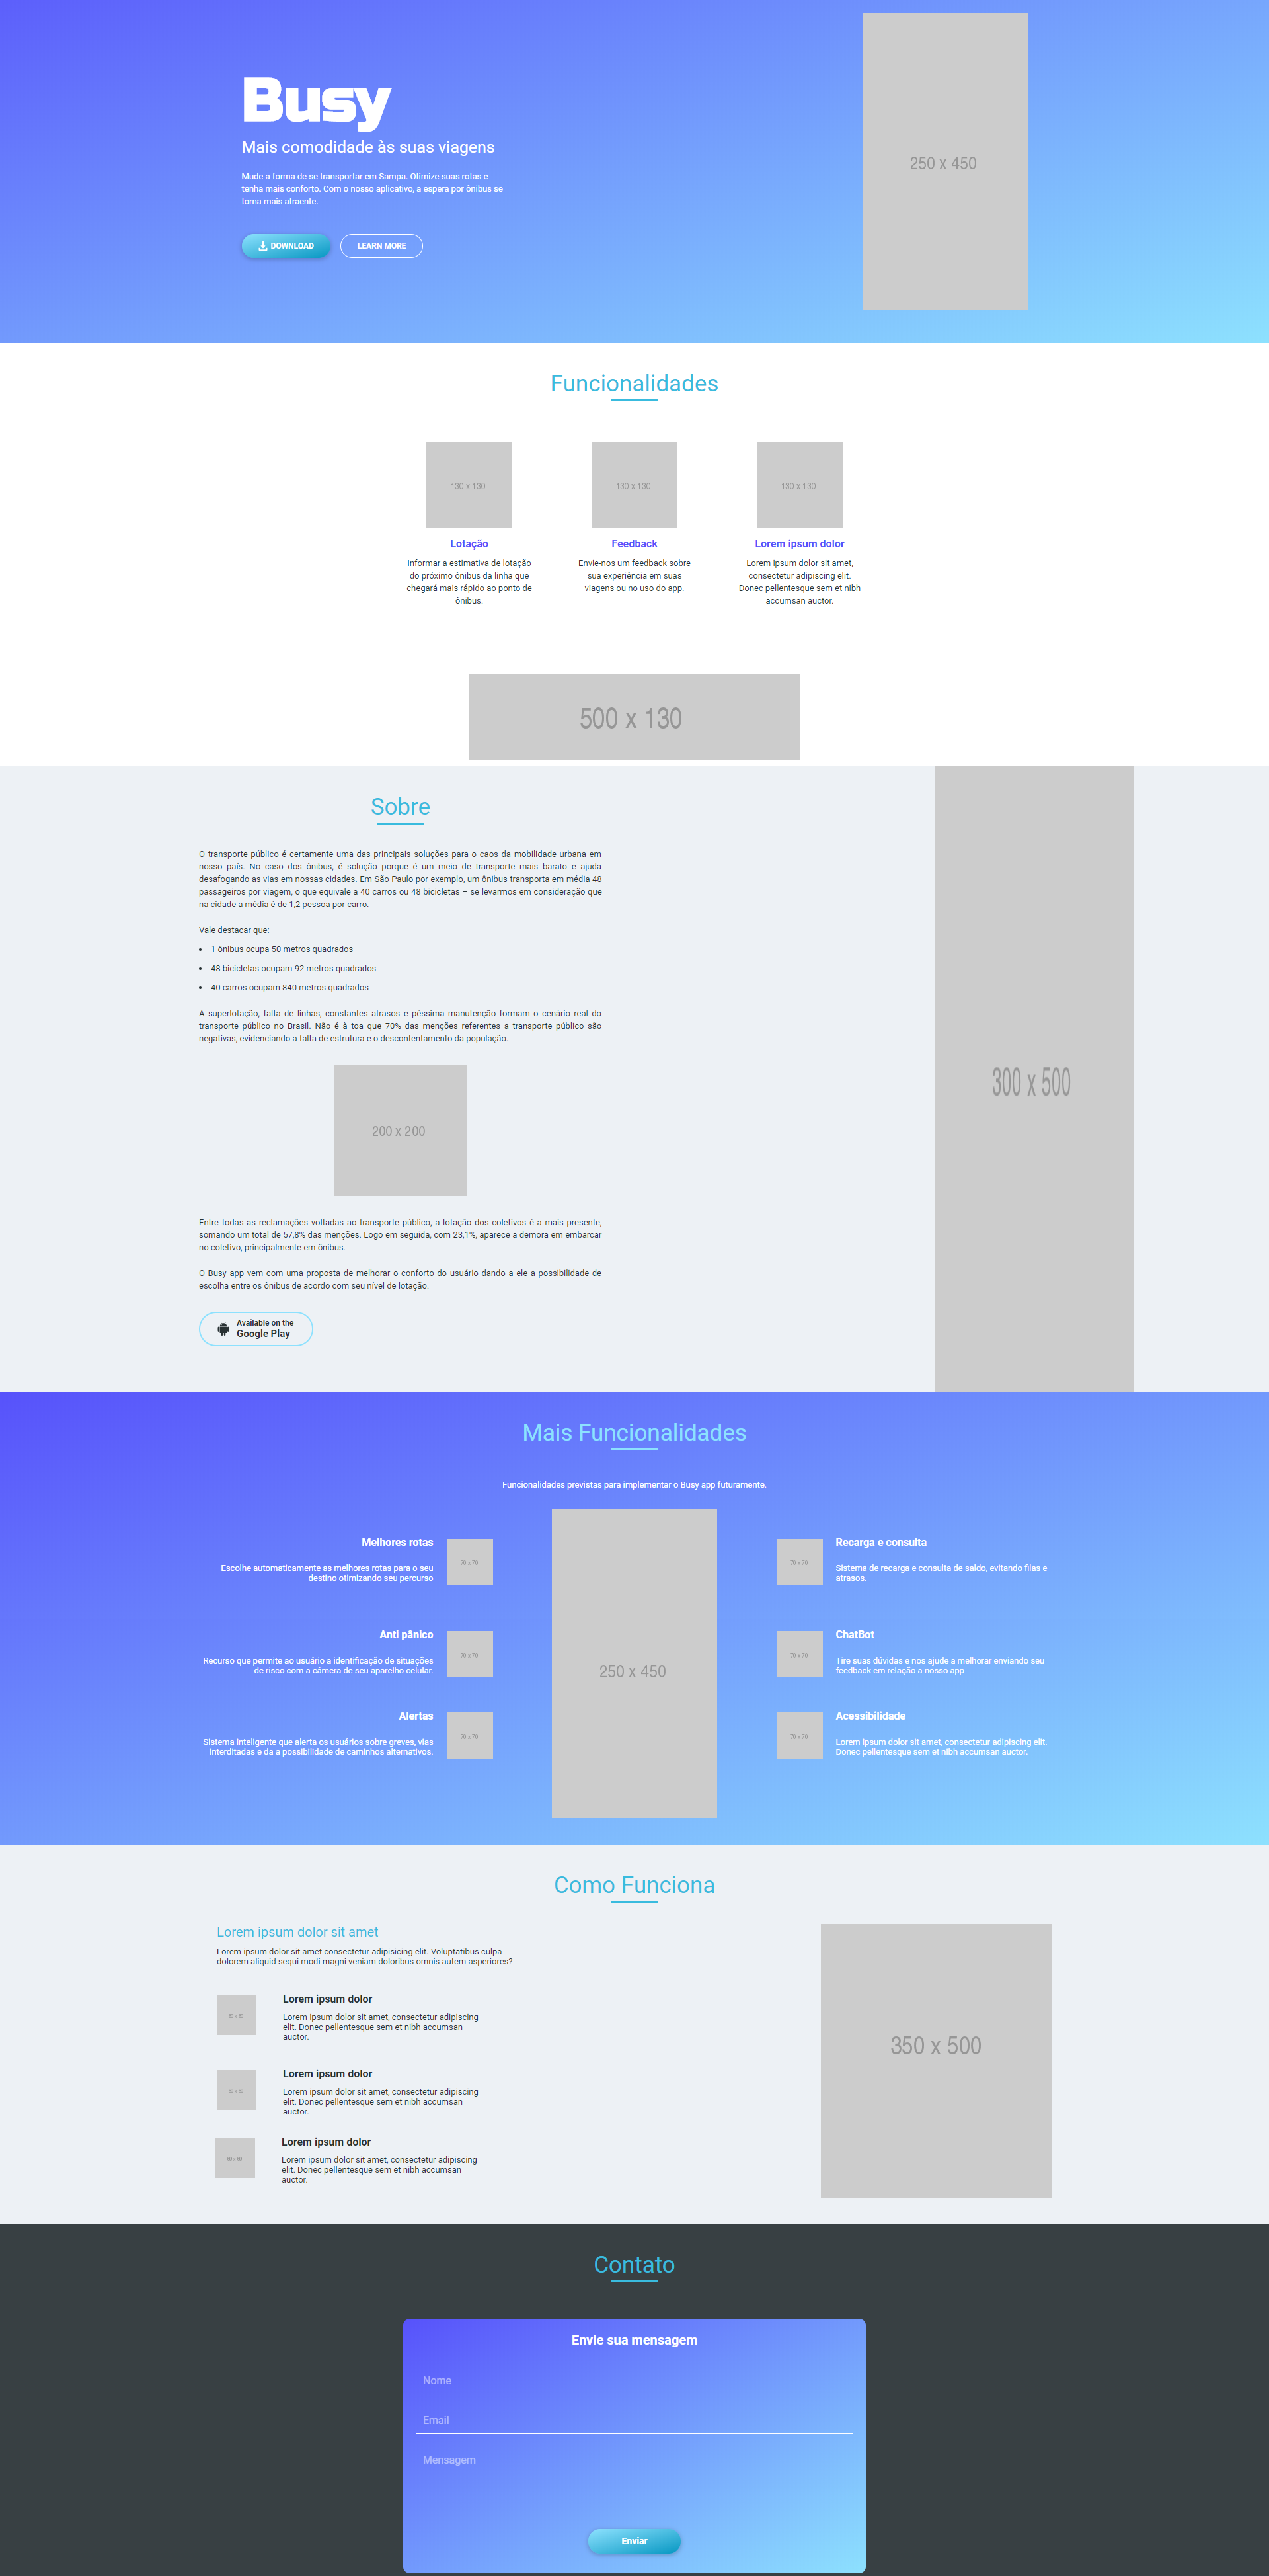 Busy
Mais comodidade às suas viagens
Mude a forma de se transportar em Sampa. Otimize suas rotas e
tenha mais conforto. Com o nosso aplicativo, a espera por ônibus se
torna mais atraente.
DOWNLOAD
LEARN MORE
250 x 450
Funcionalidades
130 x 130
130 x 130
130 x 130
Lotação
Informar a estimativa de lotação
do próximo ônibus da linha que
chegará mais rápido ao ponto de
ônibus.
Feedback
Envie-nos um feedback sobre
sua experiência em suas
viagens ou no uso do app.
Lorem ipsum dolor
Lorem ipsum dolor sit amet,
consectetur adipiscing elit.
Donec pellentesque sem et nibh
accumsan auctor.
500 x 130
Sobre
O transporte público é certamente uma das principais soluções para o caos da mobilidade urbana em
nosso país. No caso dos ônibus, é solução porque é um meio de transporte mais barato e ajuda
desafogando as vias em nossas cidades. Em São Paulo por exemplo, um ônibus transporta em média 48
passageiros por viagem, o que equivale a 40 carros ou 48 bicicletas – se levarmos em consideração que
na cidade a média é de 1,2 pessoa por carro.
Vale destacar que:
• 1 ônibus ocupa 50 metros quadrados
• 48 bicicletas ocupam 92 metros quadrados
• 40 carros ocupam 840 metros quadrados
A superlotação, falta de linhas, constantes atrasos e péssima manutenção formam o cenário real do
transporte público no Brasil. Não é à toa que 70% das menções referentes a transporte público são
negativas, evidenciando a falta de estrutura e o descontentamento da população.
200 x 200
Entre todas as reclamações voltadas ao transporte público, a lotação dos coletivos é a mais presente,
somando um total de 57,8% das menções. Logo em seguida, com 23,1%, aparece a demora em embarcar
no coletivo, principalmente em ônibus.
O Busy app vem com uma proposta de melhorar o conforto do usuário dando a ele a possibilidade de
escolha entre os ônibus de acordo com seu nível de lotação.
Available on the
Google Play
300 x 500
Mais Funcionalidades
Funcionalidades previstas para implementar o Busy app futuramente.
Melhores rotas
Escolhe automaticamente as melhores rotas para o seu
destino otimizando seu percurso
70 x 70
Anti pânico
Recurso que permite ao usuário a identificação de situações
de risco com a câmera de seu aparelho celular.
70 x 70
Alertas
Sistema inteligente que alerta os usuários sobre greves, vias
interditadas e da a possibilidade de caminhos alternativos.
70 x 70
250 x 450
70 x 70
Recarga e consulta
Sistema de recarga e consulta de saldo, evitando filas e
atrasos.
70 x 70
ChatBot
Tire suas dúvidas e nos ajude a melhorar enviando seu
feedback em relação a nosso app
70 x 70
Acessibilidade
Lorem ipsum dolor sit amet, consectetur adipiscing elit.
Donec pellentesque sem et nibh accumsan auctor.
Como Funciona
Lorem ipsum dolor sit amet
Lorem ipsum dolor sit amet consectetur adipisicing elit. Voluptatibus culpa
dolorem aliquid sequi modi magni veniam doloribus omnis autem asperiores?
60 x 60
Lorem ipsum dolor
Lorem ipsum dolor sit amet, consectetur adipiscing
elit. Donec pellentesque sem et nibh accumsan
auctor.
60 x 60
Lorem ipsum dolor
Lorem ipsum dolor sit amet, consectetur adipiscing
elit. Donec pellentesque sem et nibh accumsan
auctor.
60 x 60
Lorem ipsum dolor
Lorem ipsum dolor sit amet, consectetur adipiscing
elit. Donec pellentesque sem et nibh accumsan
auctor.
350 x 500
Contato
Envie sua mensagem
Nome
Email
Mensagem
Enviar